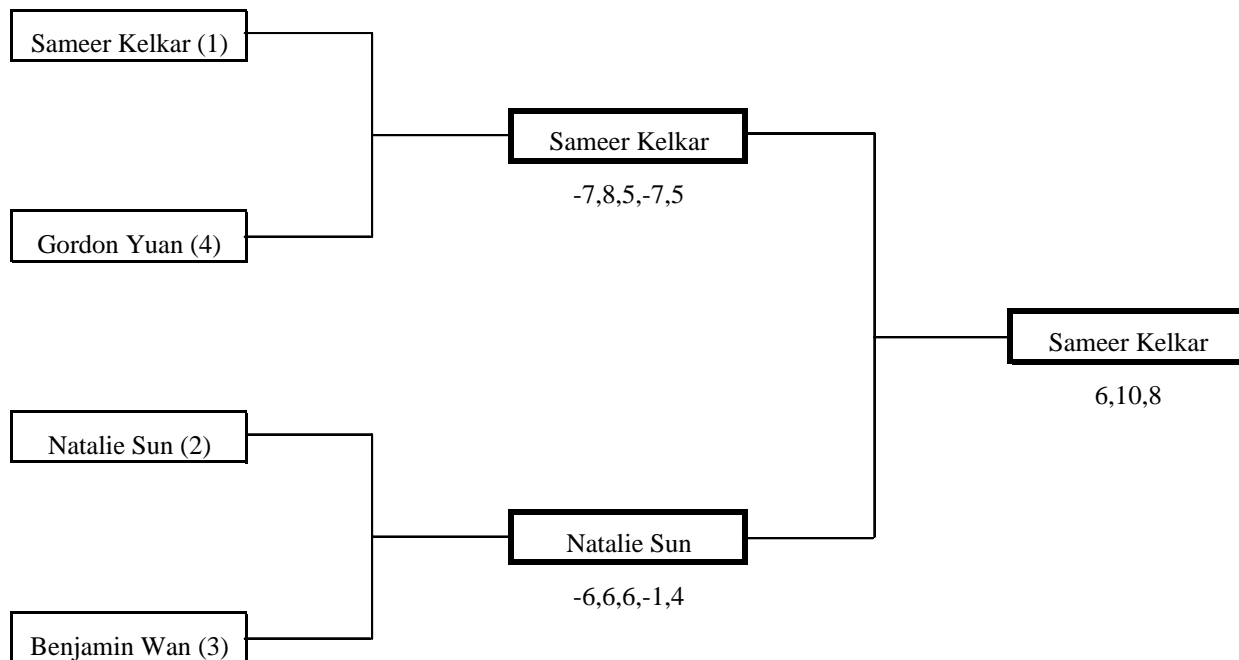 Sameer Kelkar (1)
Sameer Kelkar
-7,8,5,-7,5
Gordon Yuan (4)
Sameer Kelkar
6,10,8
Natalie Sun (2)
Natalie Sun
-6,6,6,-1,4
Benjamin Wan (3)